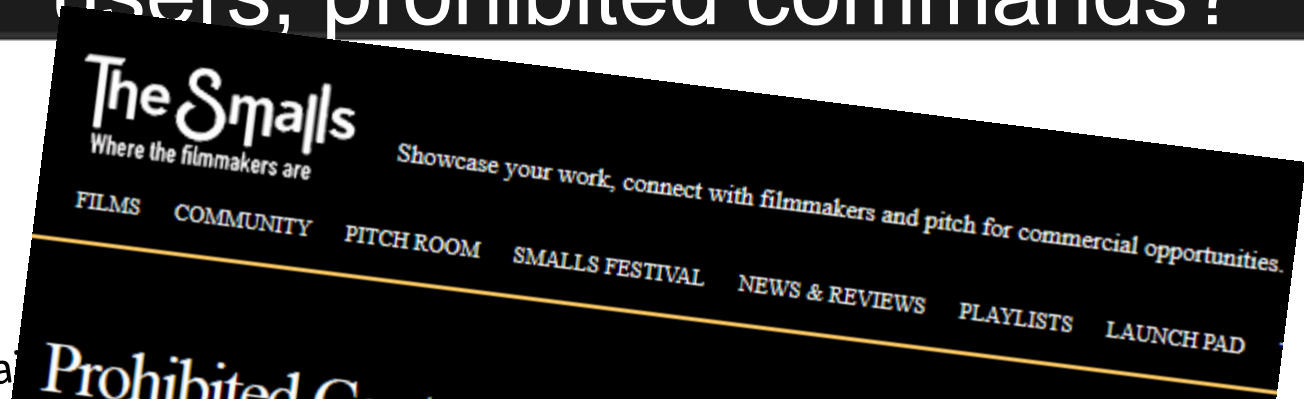 users, prohibited commands?
The Smalls
Where the filmmakers are
Showcase your work, connect with filmmakers and pitch for commercial opportunities.
FILMS COMMUNITY PITCH ROOM SMALLS FESTIVAL NEWS & REVIEWS PLAYLISTS LAUNCH PAD
Prohibited